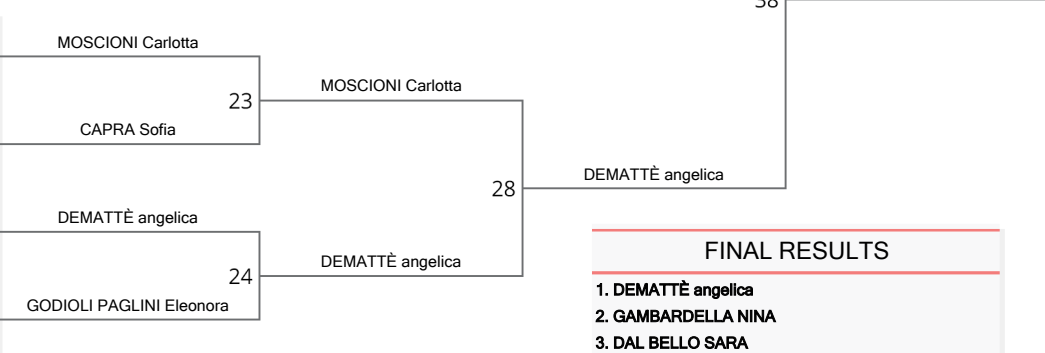 38
MOSCIONI Carlotta
23
MOSCIONI Carlotta
CAPRA Sofia
28
DEMATTÈ angelica
DEMATTÈ angelica
24
DEMATTÈ angelica
GODIOLI PAGLINI Eleonora
FINAL RESULTS
1. DEMATTÈ angelica
2. GAMBARDELLA NINA
3. DAL BELLO SARA